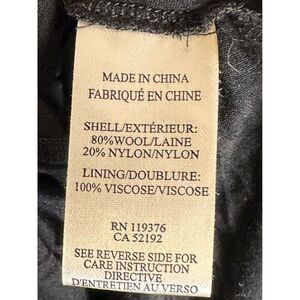 MADE IN CHINA
FABRIQUÉ EN CHINE
SHELL/EXTÉRIEUR:
80%WOOL/LAINE
20% NYLON/NYLON
LINING/DOUBLURE:
100% VISCOSE/VISCOSE
RN 119376
CA 52192
SEE REVERSE SIDE FOR
CARE INSTRUCTION
DIRECTIVE
D'ENTRETIEN AU VERSO